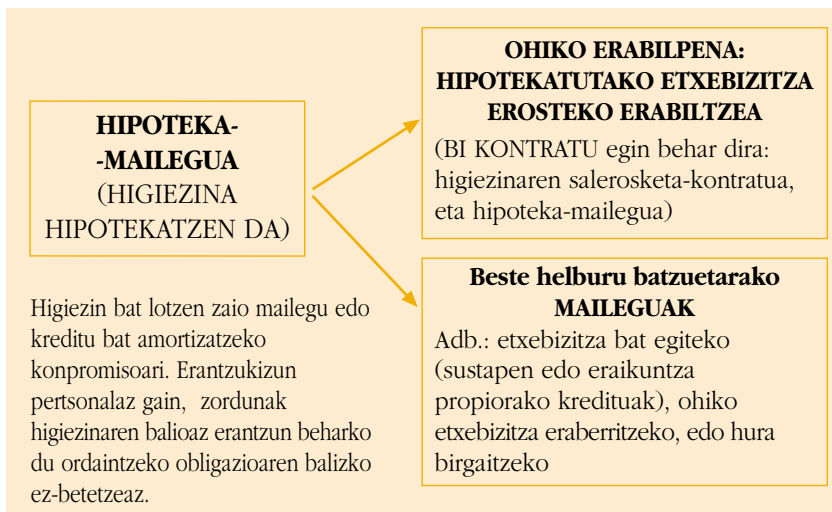 HIPOTEKA-
-MAILEGUA
(HIGIEZINA
HIPOTEKATZEN DA)
Higiezin bat lotzen zaio mailegu edo
kreditu bat amortizatzeko
konpromisoari. Erantzukizun
pertsonalaz gain, zordunak
higiezinaren balioaz erantzun beharko
du ordaintzeko obligazioaren balizko
ez-betetzeaz.
OHIKO ERABILPENA:
HIPOTEKATUTAKO ETXEBIZITZA
EROSTEKO ERABILTZEA
(BI KONTRATU egin behar dira:
higiezinaren salerosketa-kontratua,
eta hipoteka-mailegua)
Beste helburu batzuetarako
MAILEGUAK
Adb.: etxebizitza bat egiteko
(sustapen edo eraikuntza
propiorako kredituak), ohiko
etxebizitza eraberritzeko, edo hura
birgaitzeko